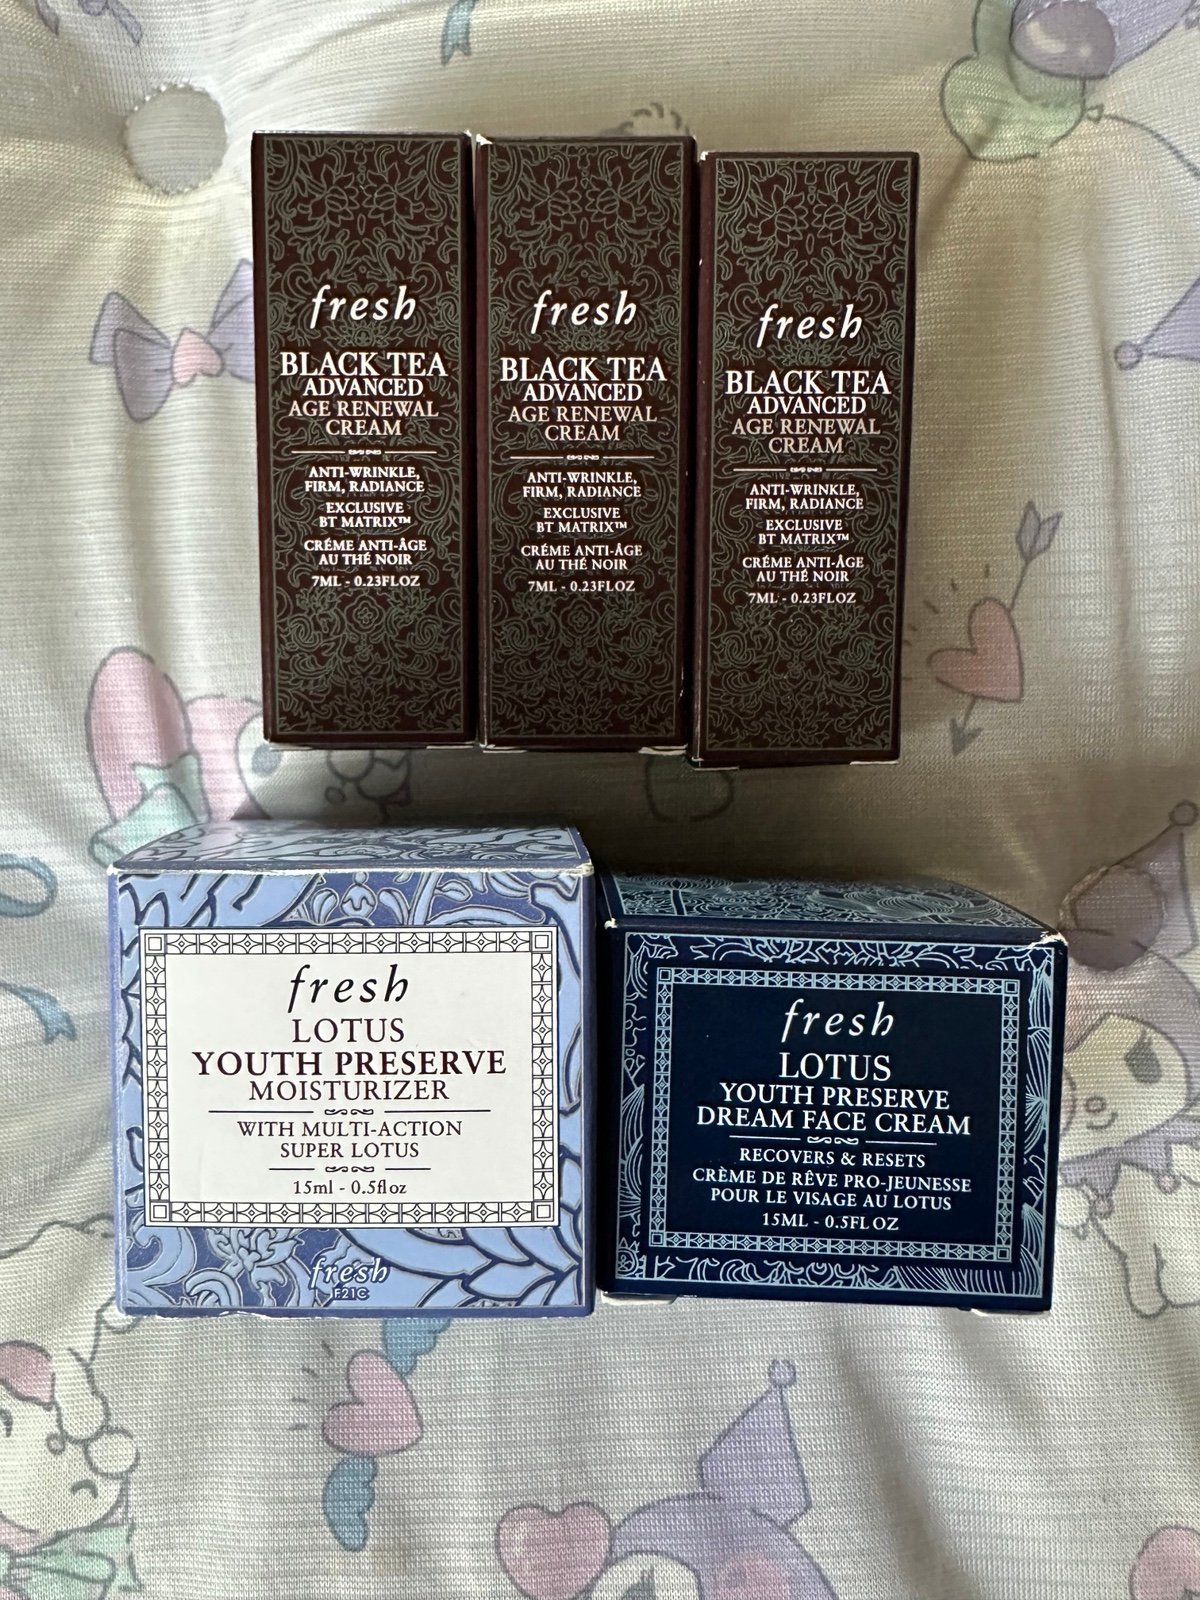 fresh
BLACK TEA
ADVANCED
AGE RENEWAL
CREAM
ANTI-WRINKLE,
FIRM, RADIANCE
EXCLUSIVE
BT MATRIX™
CRÉME ANTI-ÂGE
AU THÉ NOIR
7ML - 0.23FLOZ
fresh
BLACK TEA
ADVANCED
AGE RENEWAL
CREAM
ANTI-WRINKLE,
FIRM, RADIANCE
EXCLUSIVE
BT MATRIX™
CRÉME ANTI-ÂGE
AU THÉ NOIR
7ML - 0.23FLOZ
fresh
BLACK TEA
ADVANCED
AGE RENEWAL
CREAM
ANTI-WRINKLE,
FIRM, RADIANCE
EXCLUSIVE
BT MATRIX™
CRÉME ANTI-ÂGE
AU THÉ NOIR
7ML - 0.23FLOZ
fresh
LOTUS
YOUTH PRESERVE
MOISTURIZER
WITH MULTI-ACTION
SUPER LOTUS
15ml - 0.5floz
fresh
F21C
fresh
LOTUS
YOUTH PRESERVE
DREAM FACE CREAM
RECOVERS & RESETS
CRÈME DE RÊVE PRO-JEUNESSE
POUR LE VISAGE AU LOTUS
15ML - 0.5FL OZ